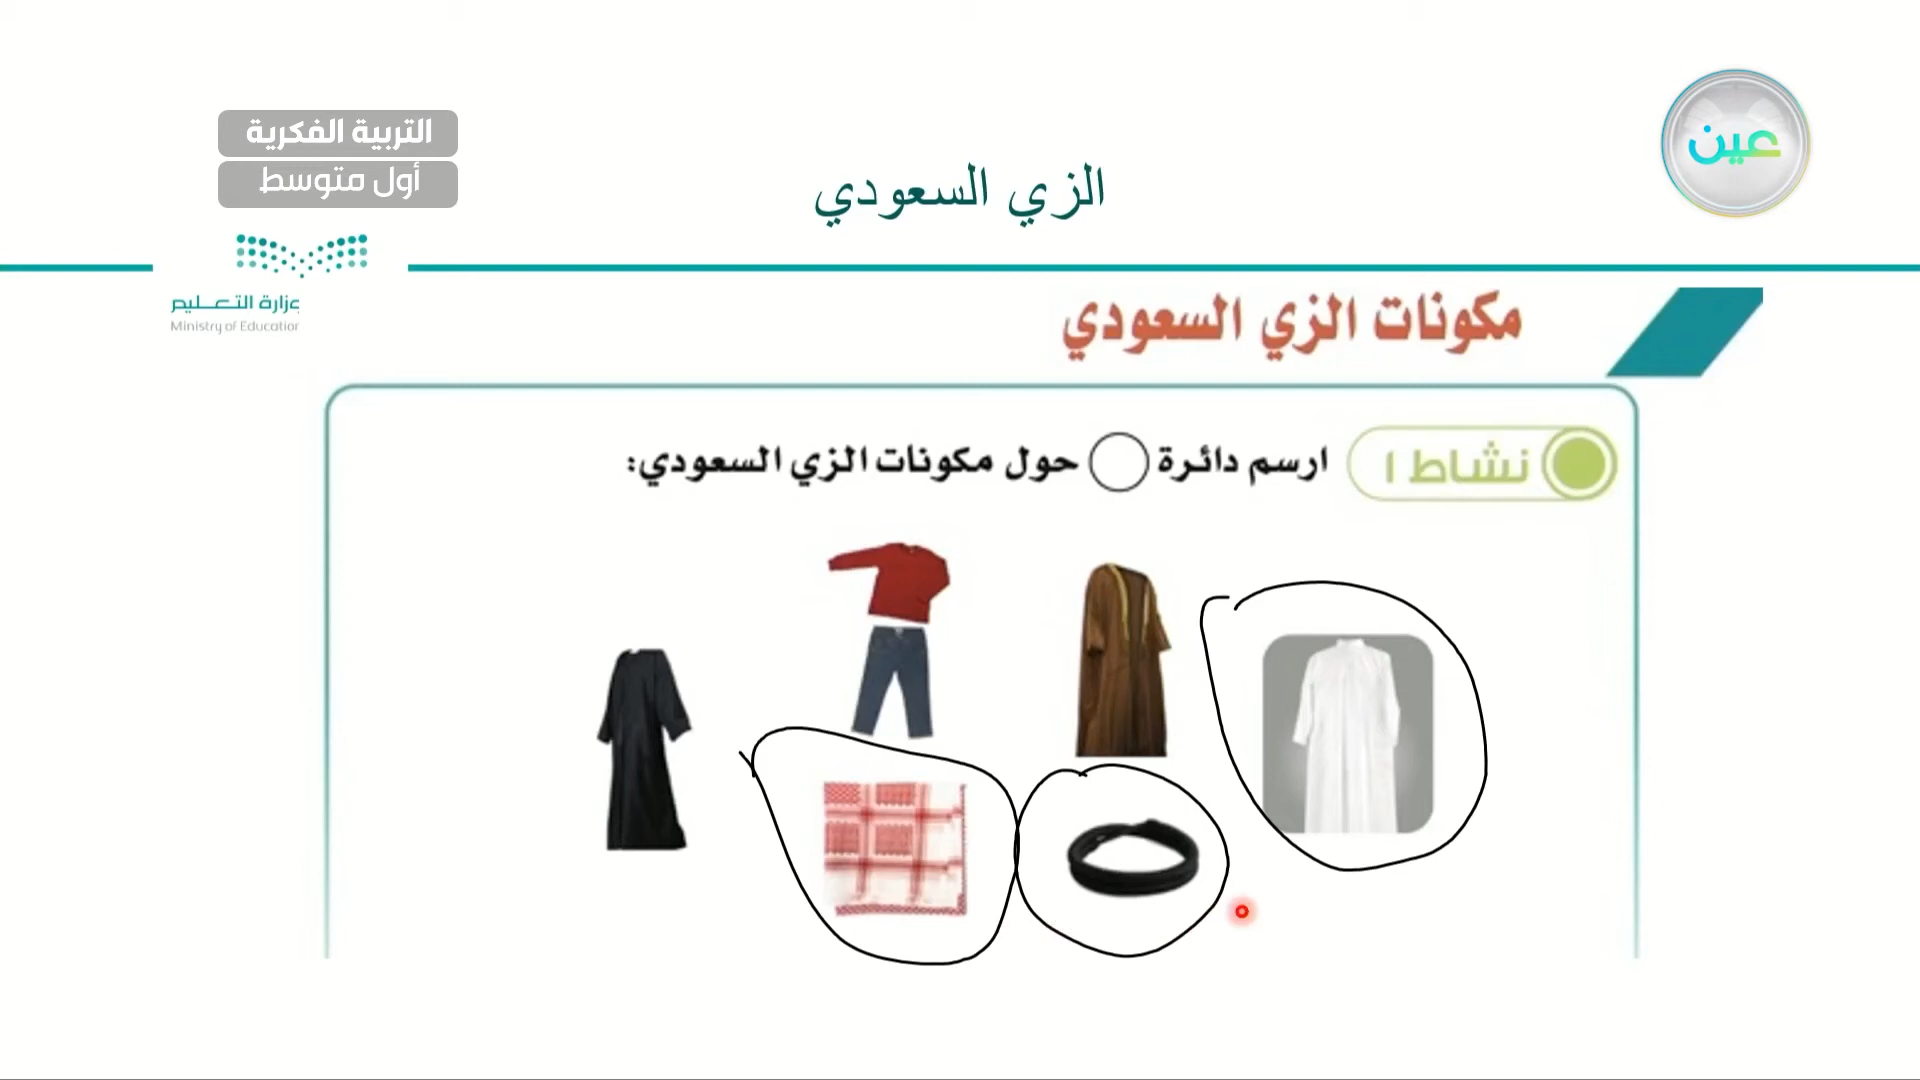 عين
التربية الفكرية
أول متوسط
الزي السعودي
وزارة التعليم
Ministry of Education
مكونات الزي السعودي
نشاط ١
ارسم دائرة حول مكونات الزي السعودي: